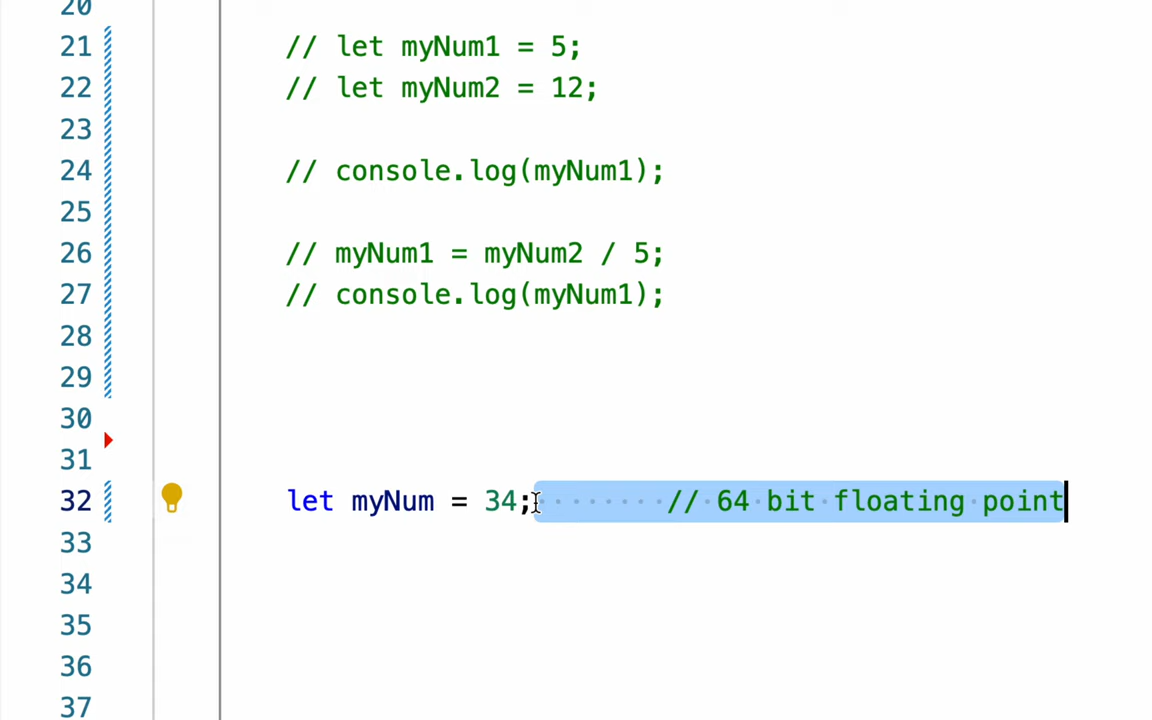 20
21 // let myNum1 = 5;
22 // let myNum2 = 12;
23
24 // console.log(myNum1);
25
26 // myNum1 = myNum2 / 5;
27 // console.log(myNum1);
28
29
30
31
32 let myNum = 34; // 64 bit floating point
33
34
35
36
37